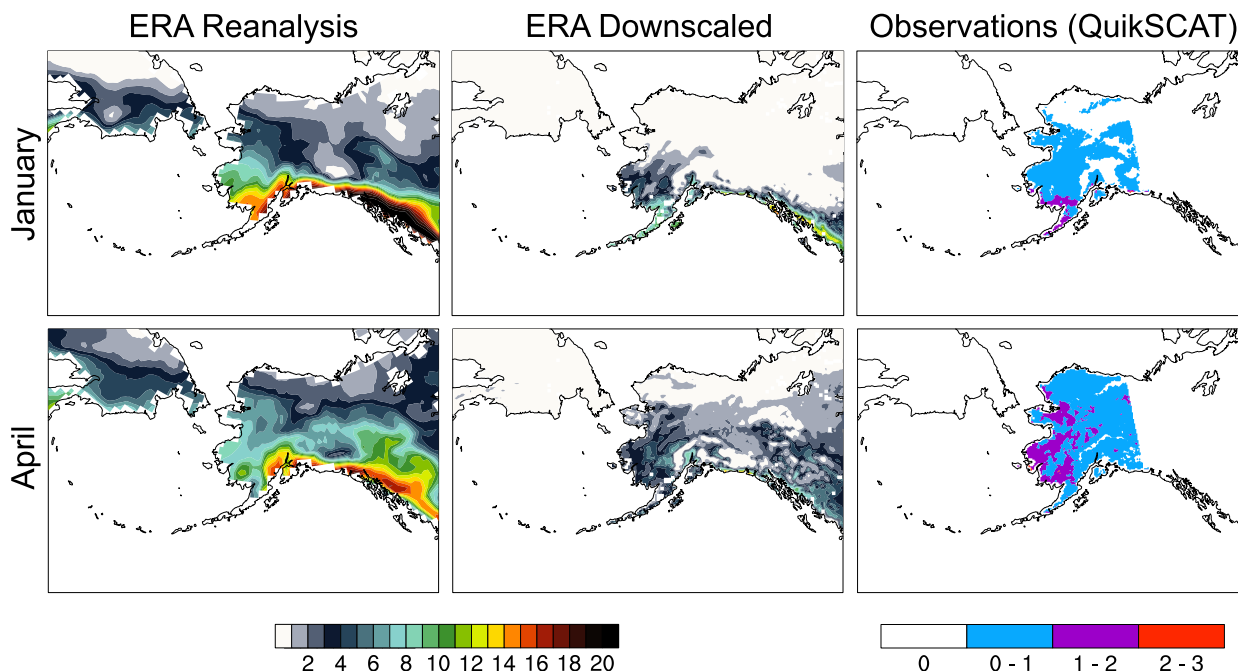 ERA Reanalysis ERA Downscaled Observations (QuikSCAT)
January
April
2 4 6 8 10 12 14 16 18 20
0 0 - 1 1 - 2 2 - 3